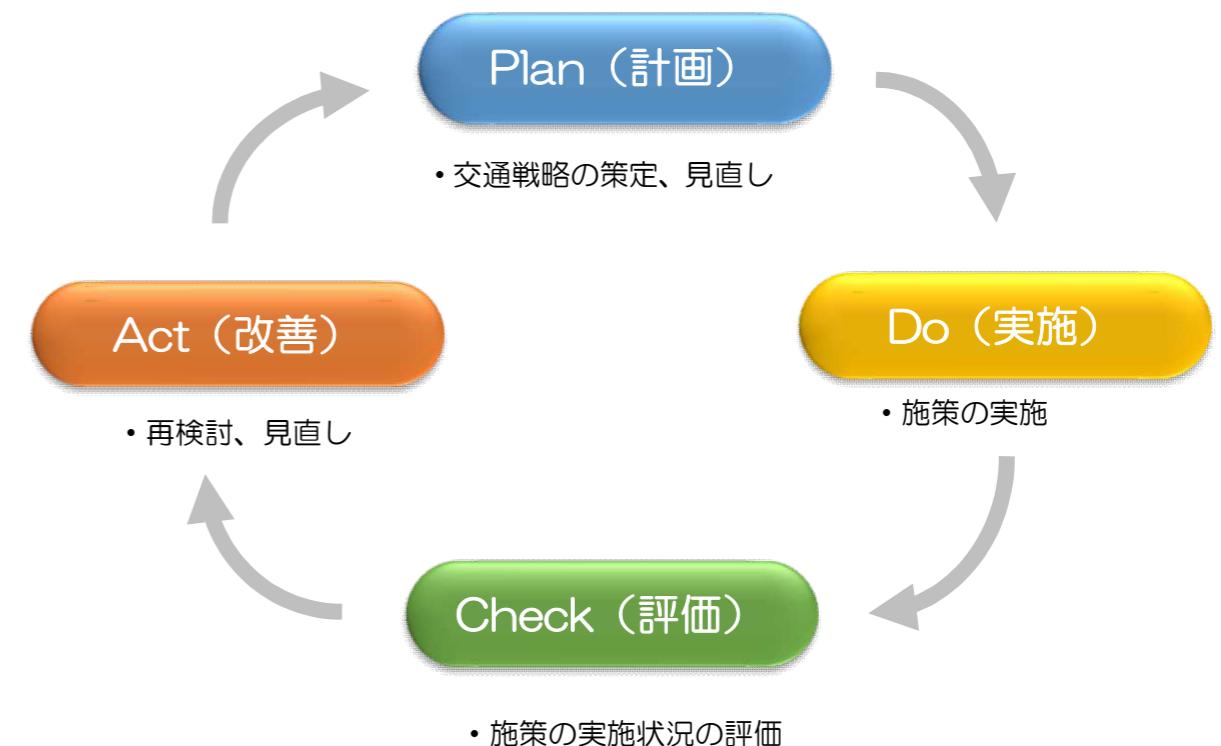 Plan（計画）
・交通戦略の策定、見直し
Do（実施）
・施策の実施
Check（評価）
・施策の実施状況の評価
Act（改善）
・再検討、見直し